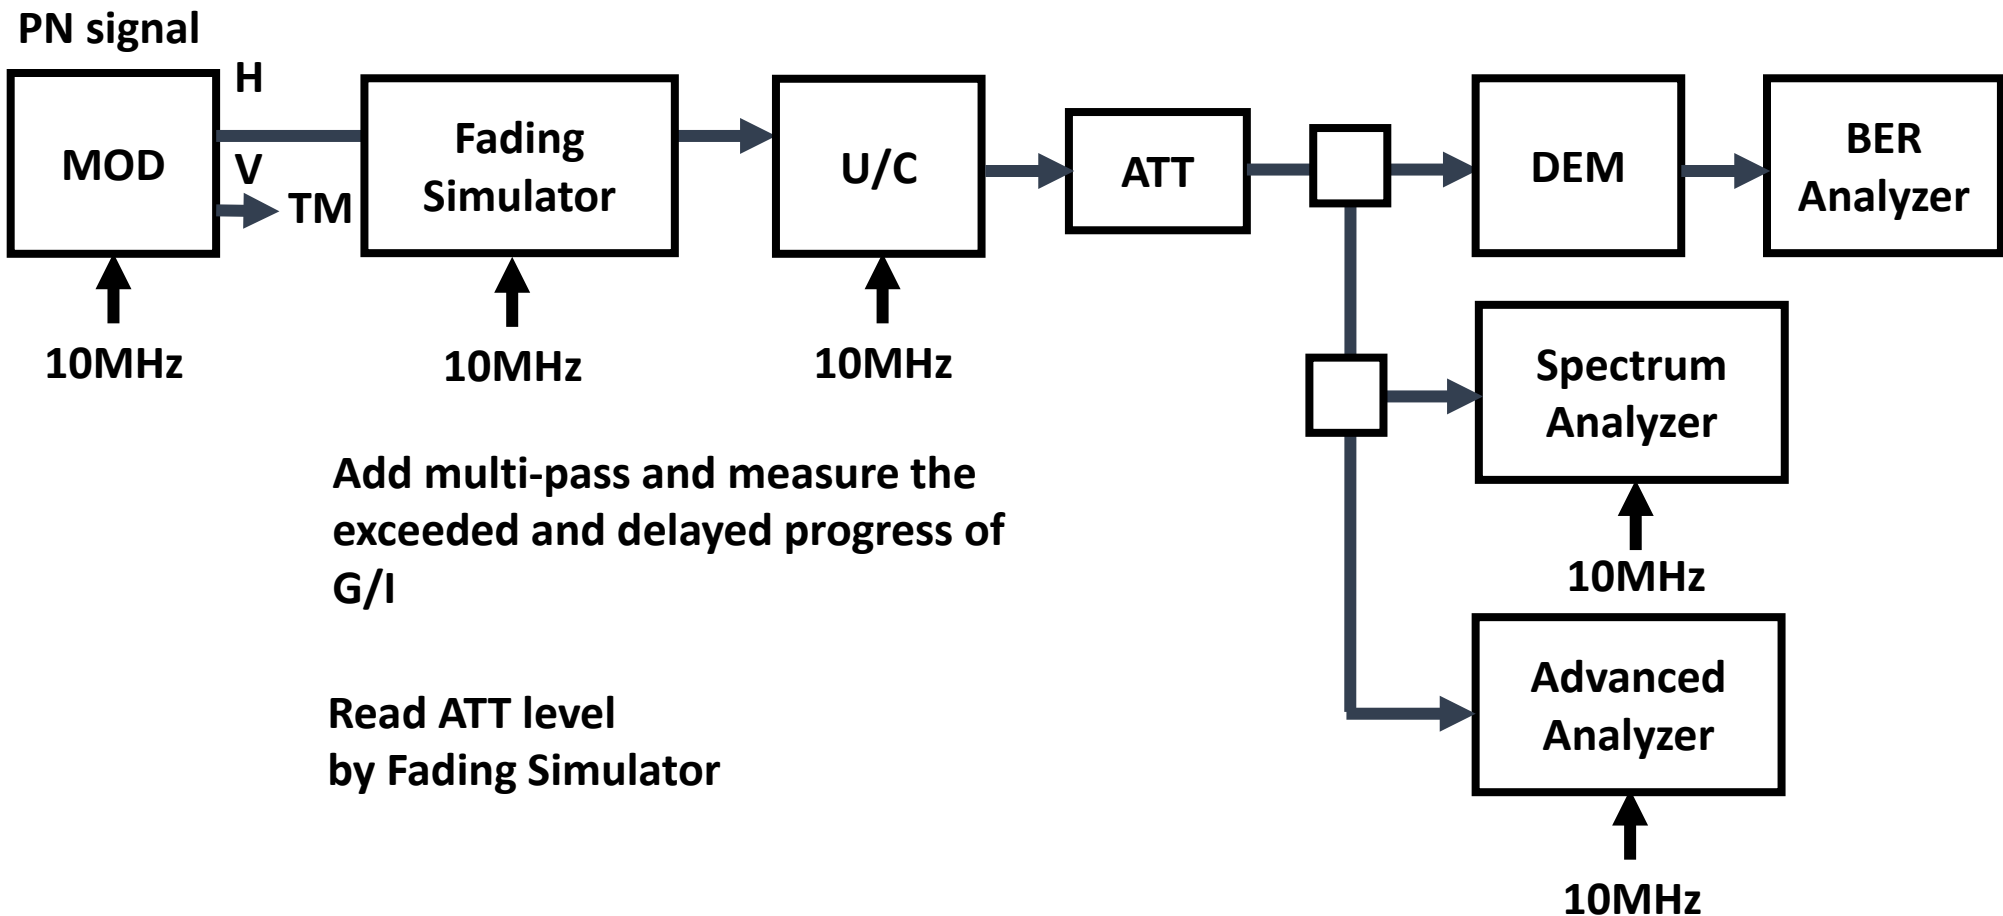 PN signal
MOD
H
V
TM
Fading
Simulator
U/C
ATT
DEM
BER
Analyzer
10MHz
10MHz
10MHz
Spectrum
Analyzer
10MHz
Add multi-pass and measure the
exceeded and delayed progress of
G/I
Read ATT level
by Fading Simulator
Advanced
Analyzer
10MHz